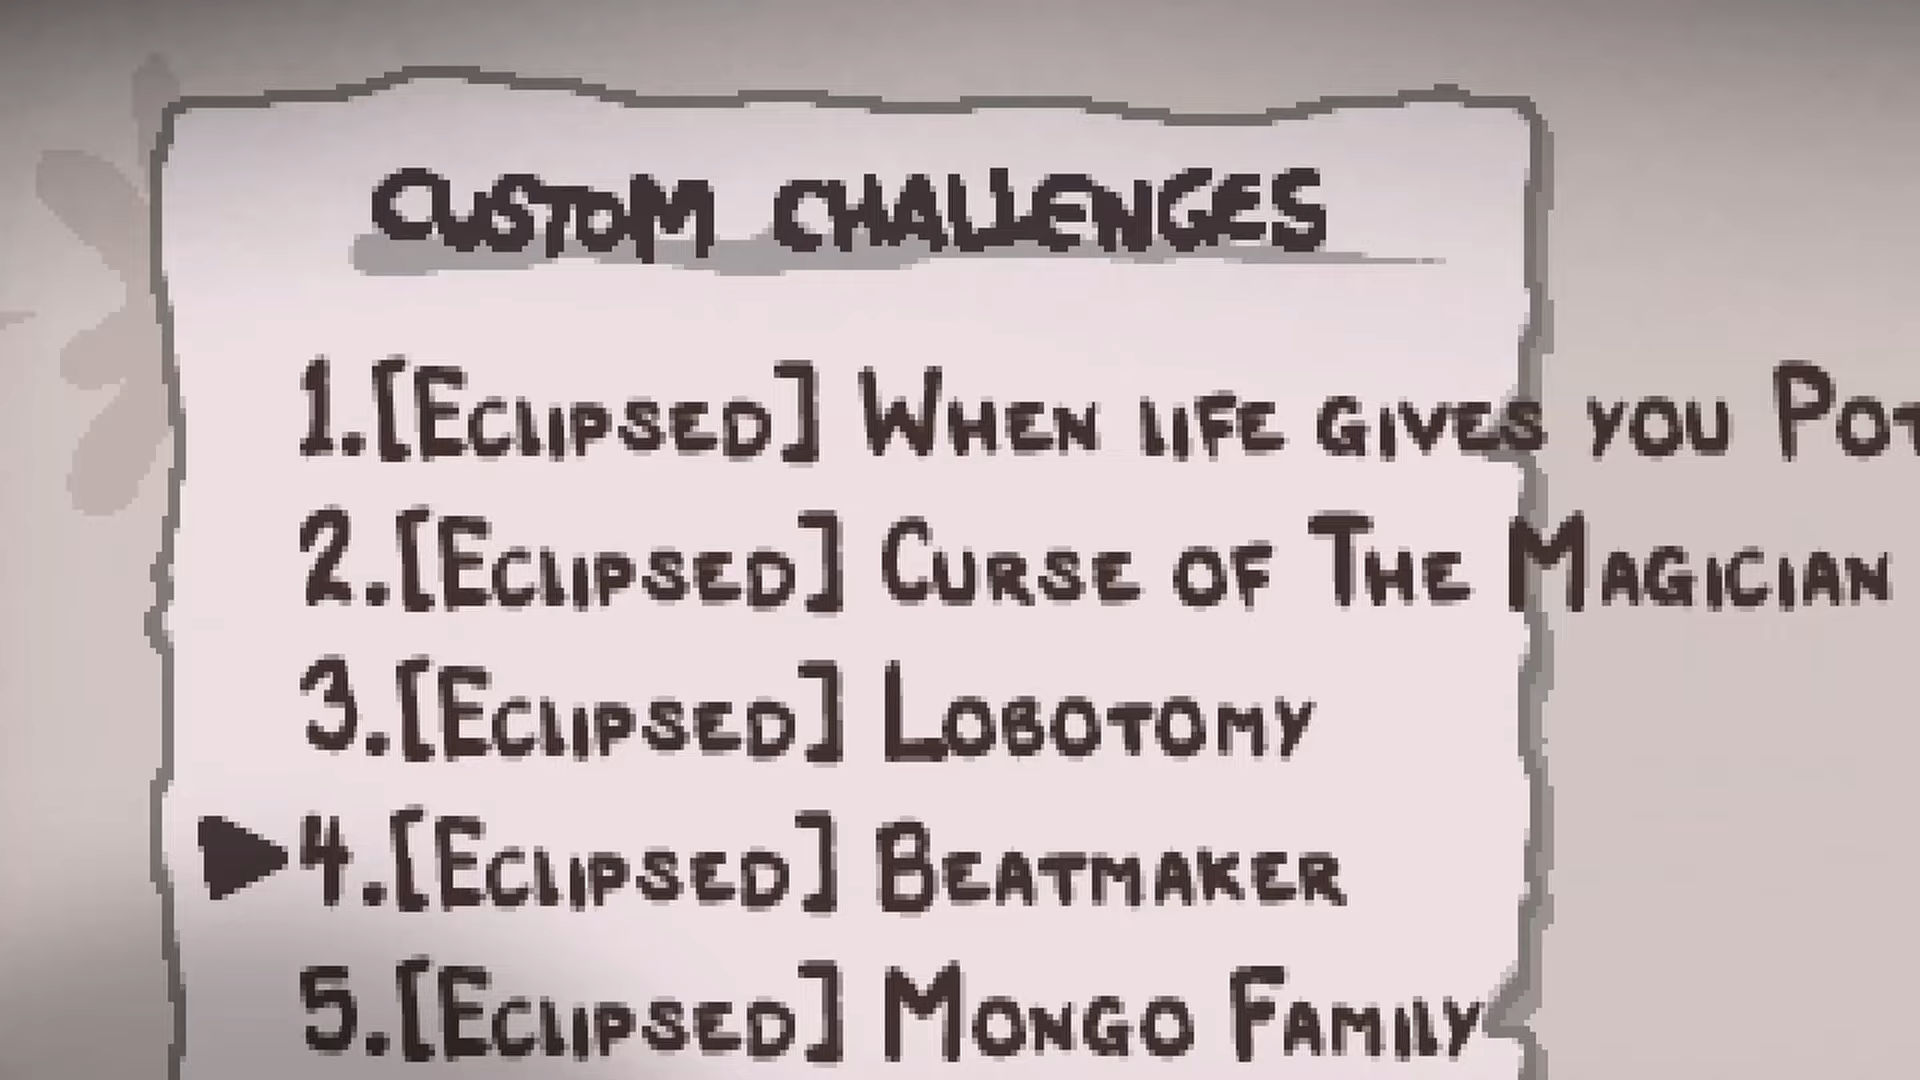 CUSTOM CHALLENGES
1.[Eclipsed] When life gives you
2.[Eclipsed] Curse of The Magician
3.[Eclipsed] Lobotomy
4.[Eclipsed] Beatmaker
5.[Eclipsed] Mongo Family